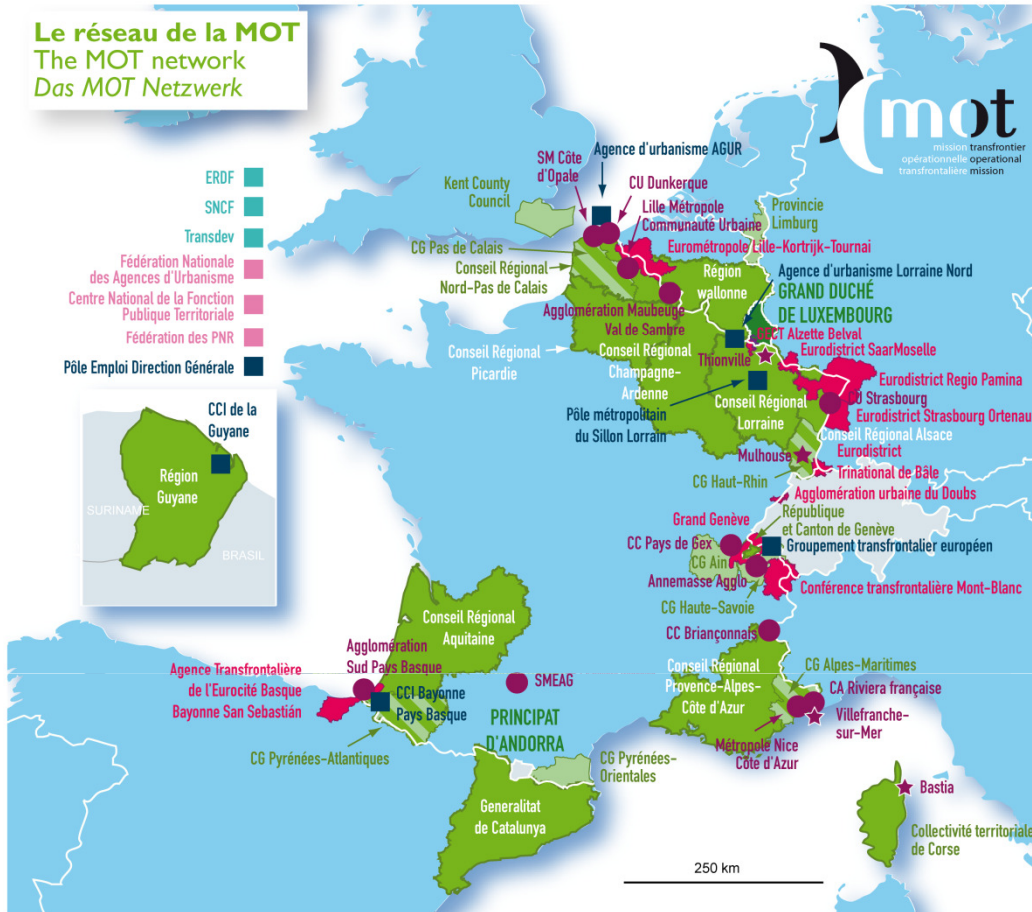 Le réseau de la MOT
The MOT network
Das MOT Netzwerk
mot
mission transfrontier
opérationnelle operational
transfrontalière mission
ERDF
SNCF
Transdev
Fédération Nationale
des Agences d'Urbanisme
Centre National de la Fonction
Publique Territoriale
Fédération des PNR
Pôle Emploi Direction Générale
CCI de la
Guyane
Région
Guyane
SURINAME
BRASIL
Agence d'urbanisme AGUR
SM Côte
d'Opale
CU Dunkerque
Kent County
Council
Lille Métropole
Communauté Urbaine
Provincie
Limburg
CG Pas de Calais
Eurométropole Lille-Kortrijk-Tournai
Conseil Régional
Nord-Pas de Calais
Région
wallonne
Agence d'urbanisme Lorraine Nord
GRAND DUCHÉ
DE LUXEMBOURG
Agglomération Maubeuge
Val de Sambre
GECT Alzette Belval
Conseil Régional
Picardie
Conseil Régional
Champagne-
Ardenne
Thionville
Eurodistrict SaarMoselle
Eurodistrict Regio Pamina
CU Strasbourg
Pôle métropolitain
du Sillon Lorrain
Conseil Régional
Lorraine
Eurodistrict Strasbourg Ortenau
Conseil Régional Alsace
Mulhouse
Eurodistrict
Trinational de Bâle
CG Haut-Rhin
Agglomération urbaine du Doubs
République
et Canton de Genève
Grand Genève
CC Pays de Gex
Groupement transfrontalier européen
CG Ain
Annemasse Agglo
Conférence transfrontalière Mont-Blanc
CG Haute-Savoie
CC Briançonnais
Conseil Régional
Aquitaine
Agglomération
Sud Pays Basque
Conseil Régional
Provence-Alpes-
Côte d'Azur
CG Alpes-Maritimes
CA Riviera française
Agence Transfrontalière
de l'Eurocité Basque
Bayonne San Sebastián
SMEAG
CCI Bayonne
Pays Basque
Villefranche-
sur-Mer
PRINCIPAT
D'ANDORRA
Métropole Nice
Côte d'Azur
CG Pyrénées-Atlantiques
CG Pyrénées-
Orientales
Bastia
Generalitat
de Catalunya
Collectivité territoriale
de Corse
250 km